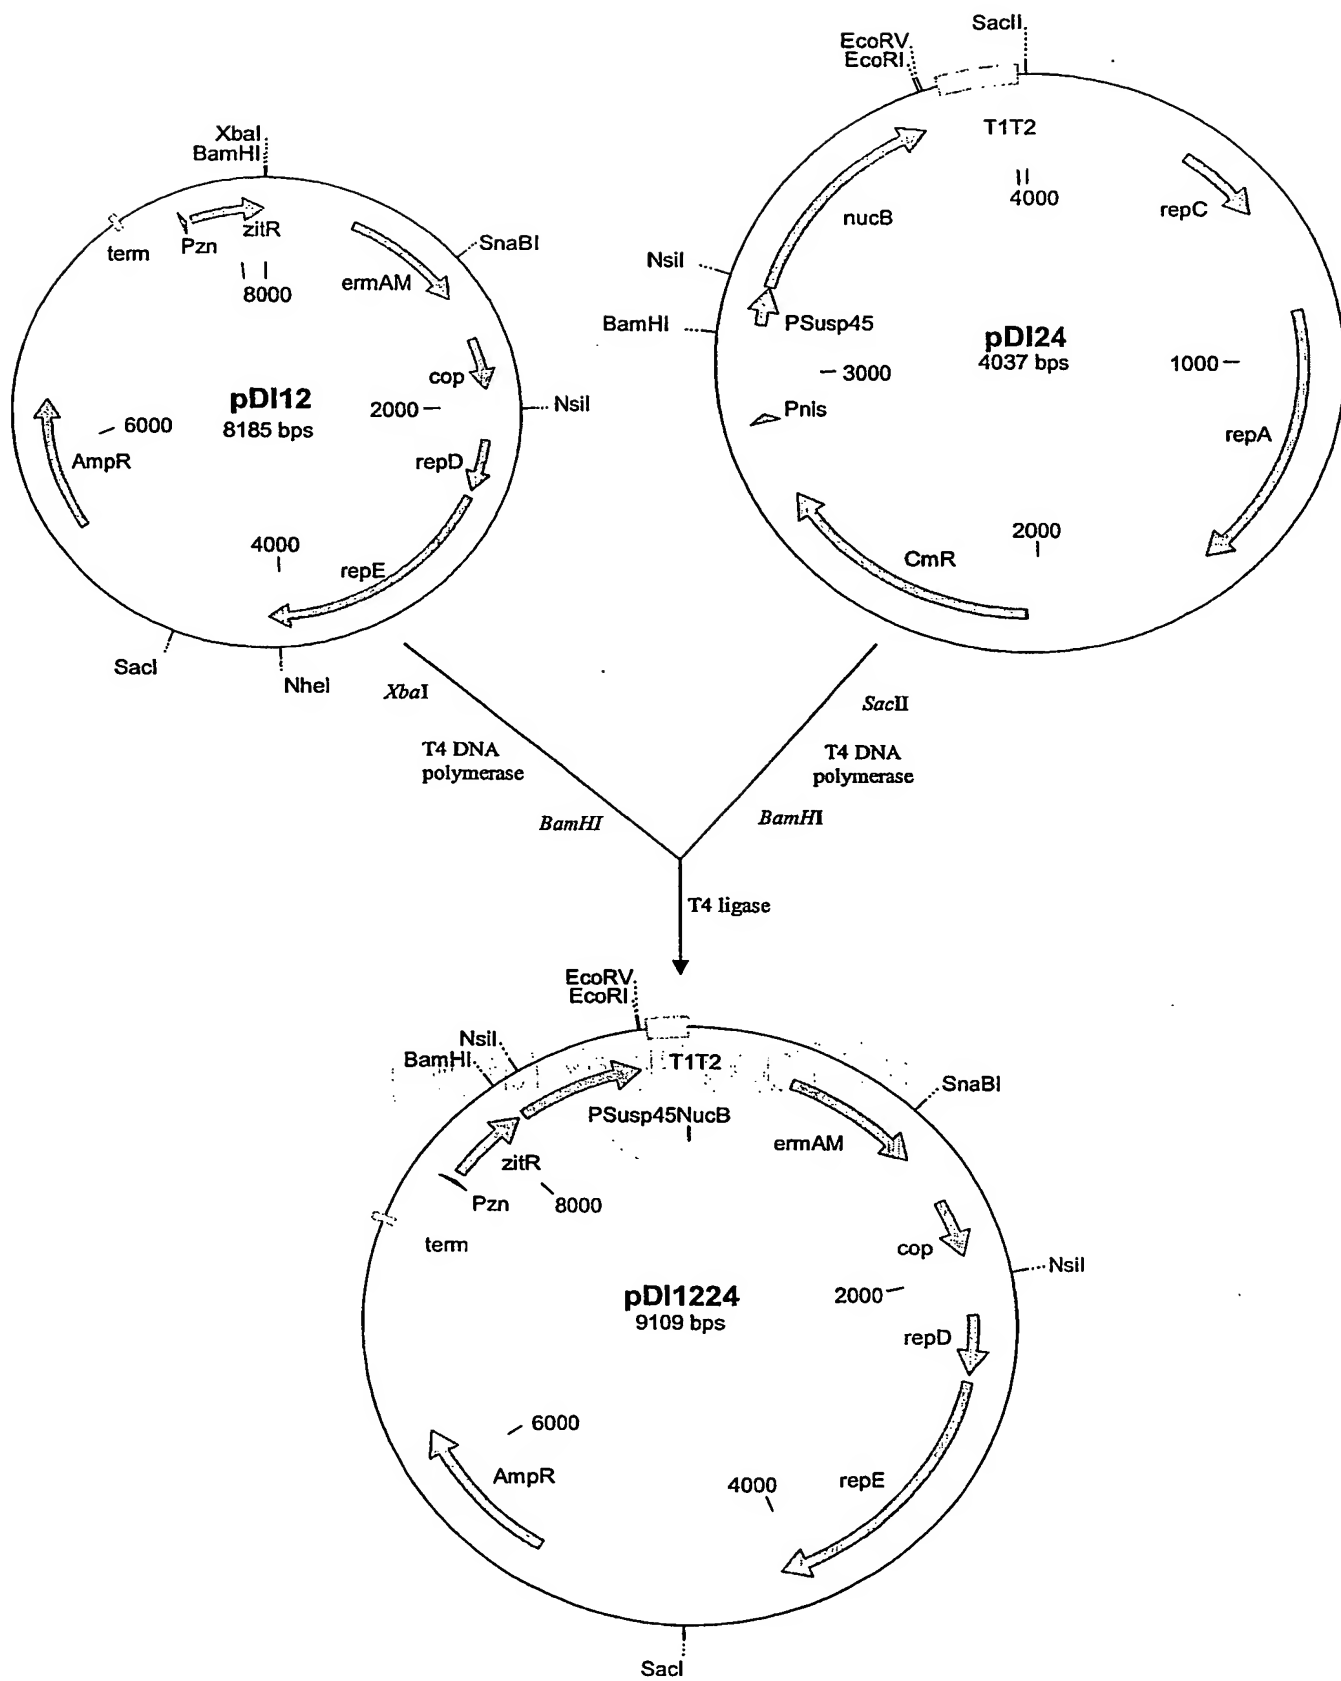 SacII
EcoRV
EcoRI
T1T2
4000
repC
nucB
NsiI
PSusp45
BamHI
pDI24
4037 bps
1000
3000
Pnis
repA
2000
CmR
XbaI
BamHI
zitR
Pzn
term
SnaBI
ermAM
8000
cop
pDI12
8185 bps
2000
NsiI
6000
AmpR
repD
4000
repE
SacI
NheI
XbaI
SacII
T4 DNA
polymerase
T4 DNA
polymerase
BamHI
BamHI
T4 ligase
EcoRV
EcoRI
NsiI
BamHI
T1T2
SnaBI
PSusp45NucB
ermAM
zitR
Pzn
8000
term
cop
NsiI
pDI1224
9109 bps
2000
repD
6000
AmpR
4000
repE
SacI